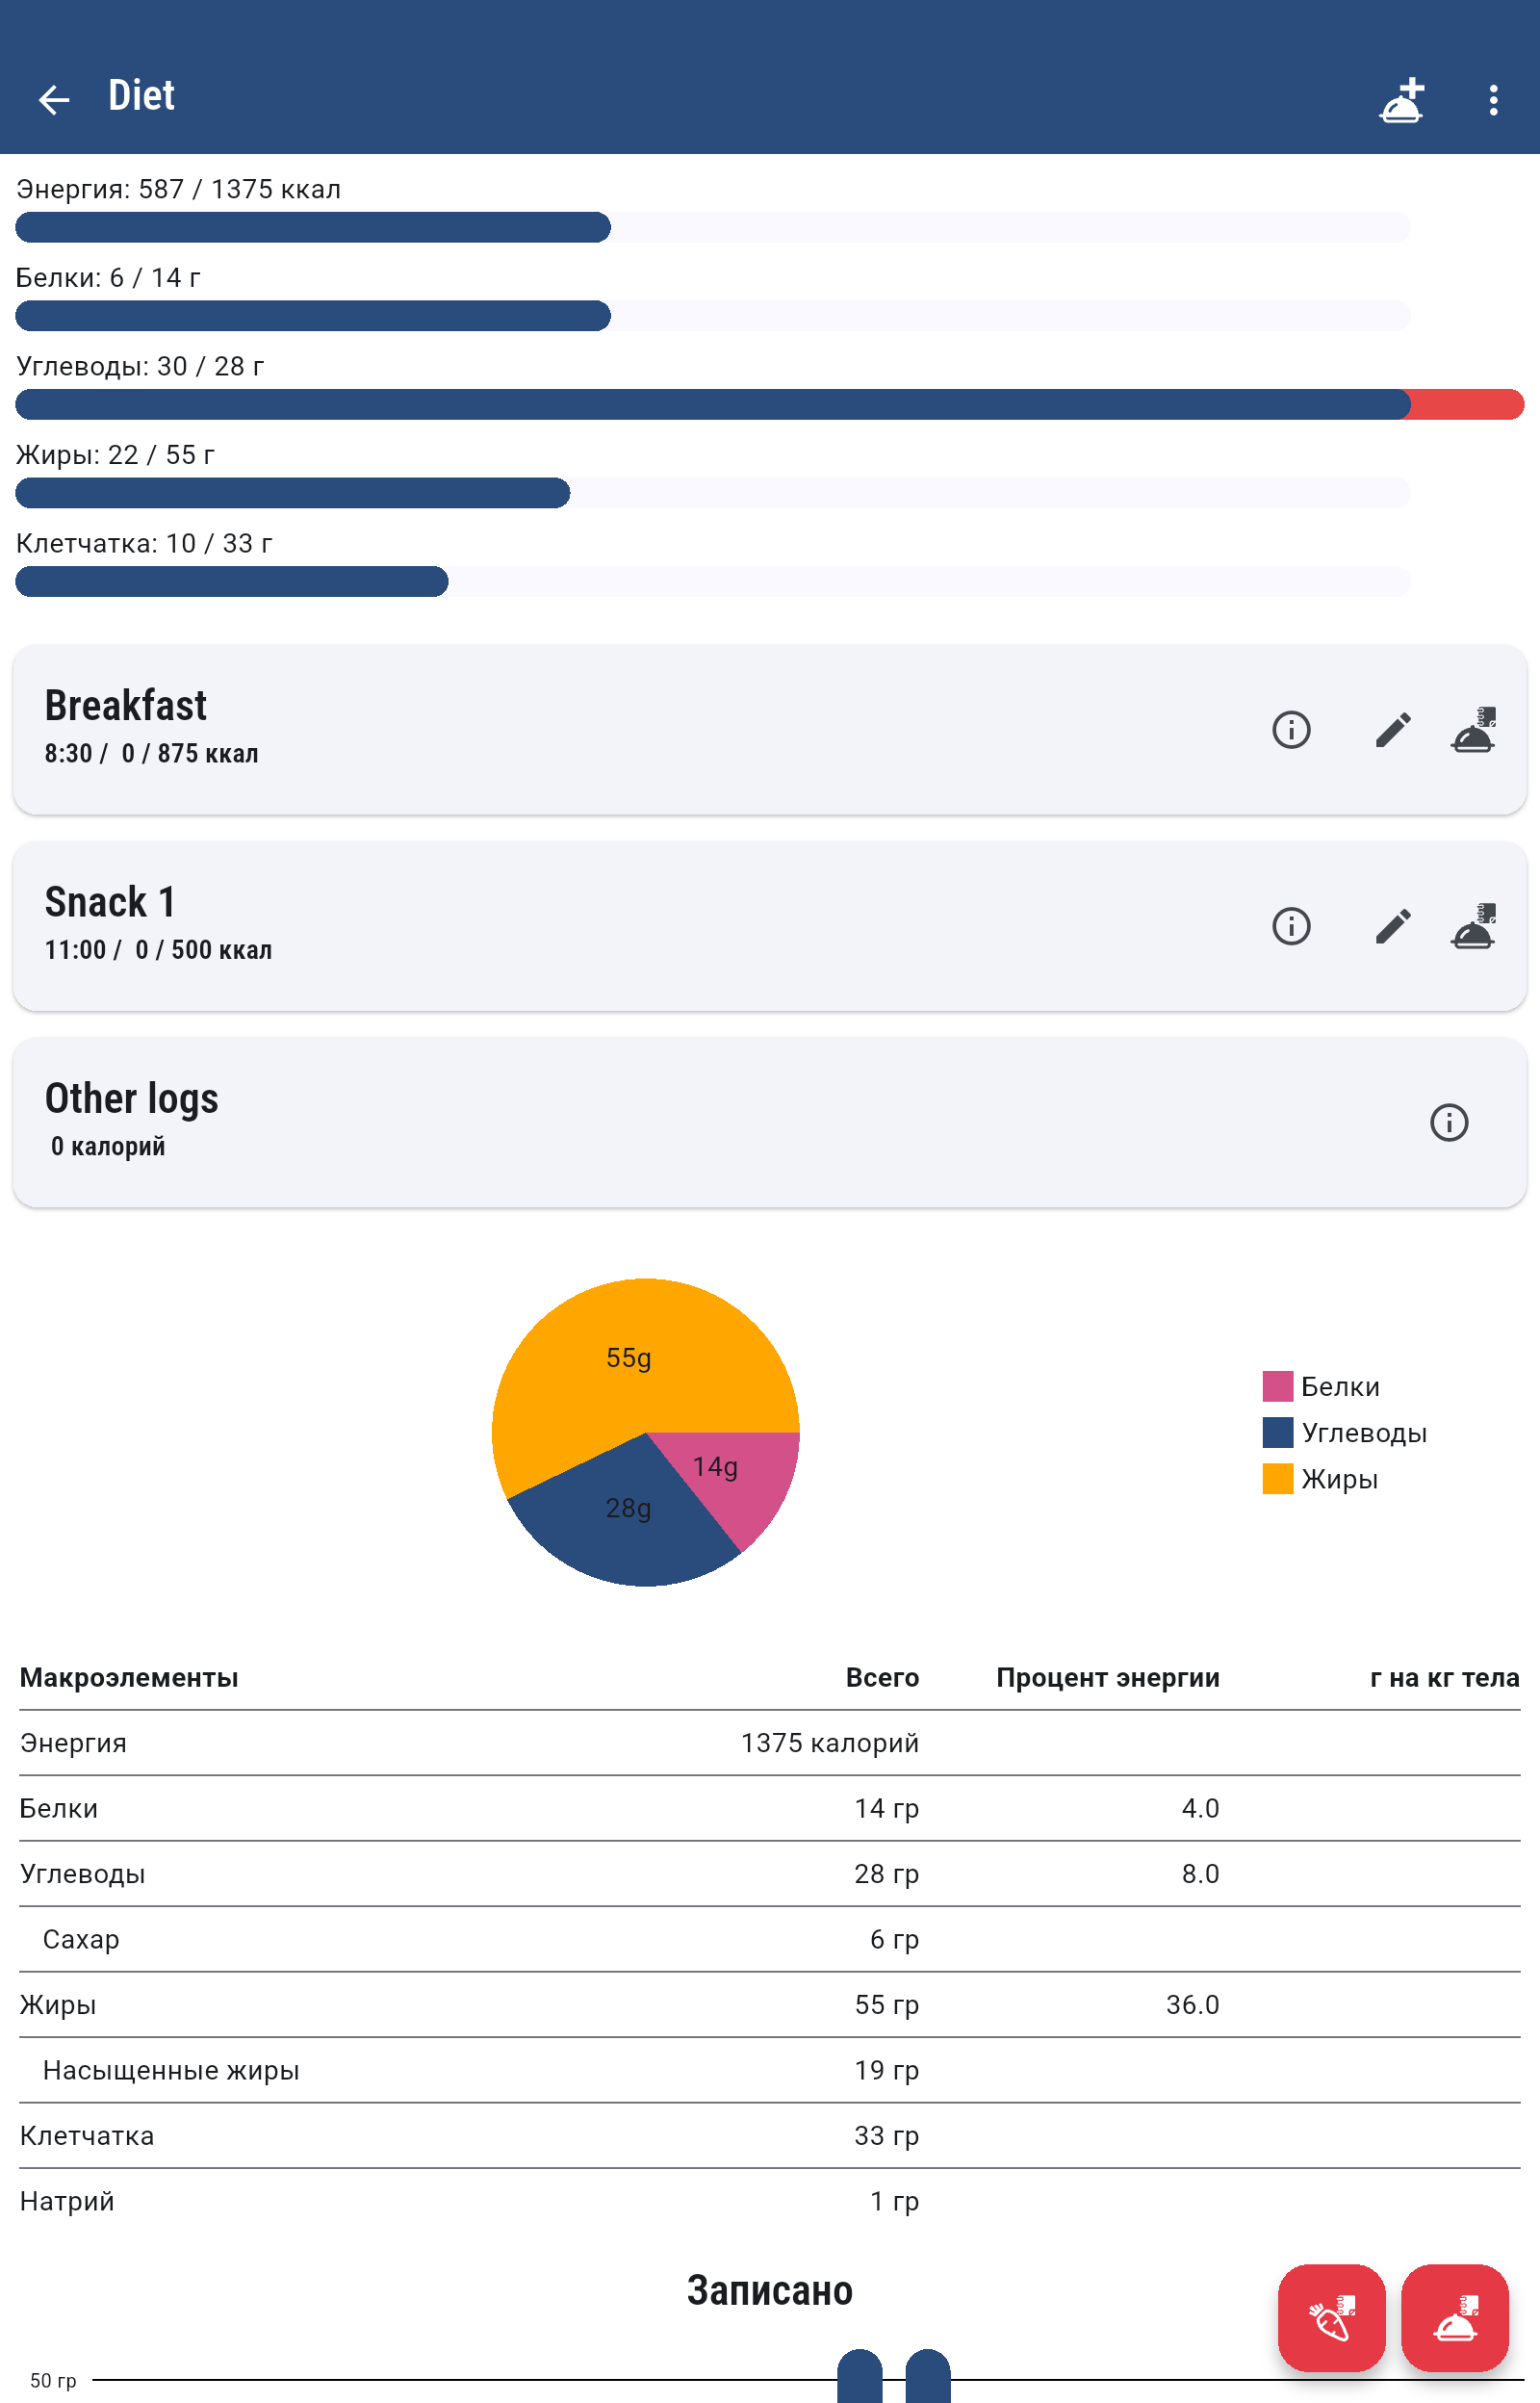 Diet
Энергия: 587 / 1375 ккал
Белки: 6 / 14 г
Углеводы: 30 / 28 г
Жиры: 22 / 55 г
Клетчатка: 10 / 33 г
Breakfast
8:30 / 0 / 875 ккал
Snack 1
11:00 / 0 / 500 ккал
Other logs
0 калорий
55g
14g
28g
Белки
Углеводы
Жиры
Макроэлементы Всего Процент энергии г на кг тела
Энергия 1375 калорий
Белки 14 гр 4.0
Углеводы 28 гр 8.0
Сахар 6 гр
Жиры 55 гр 36.0
Насыщенные жиры 19 гр
Клетчатка 33 гр
Натрий 1 гр
Записано
50 гр